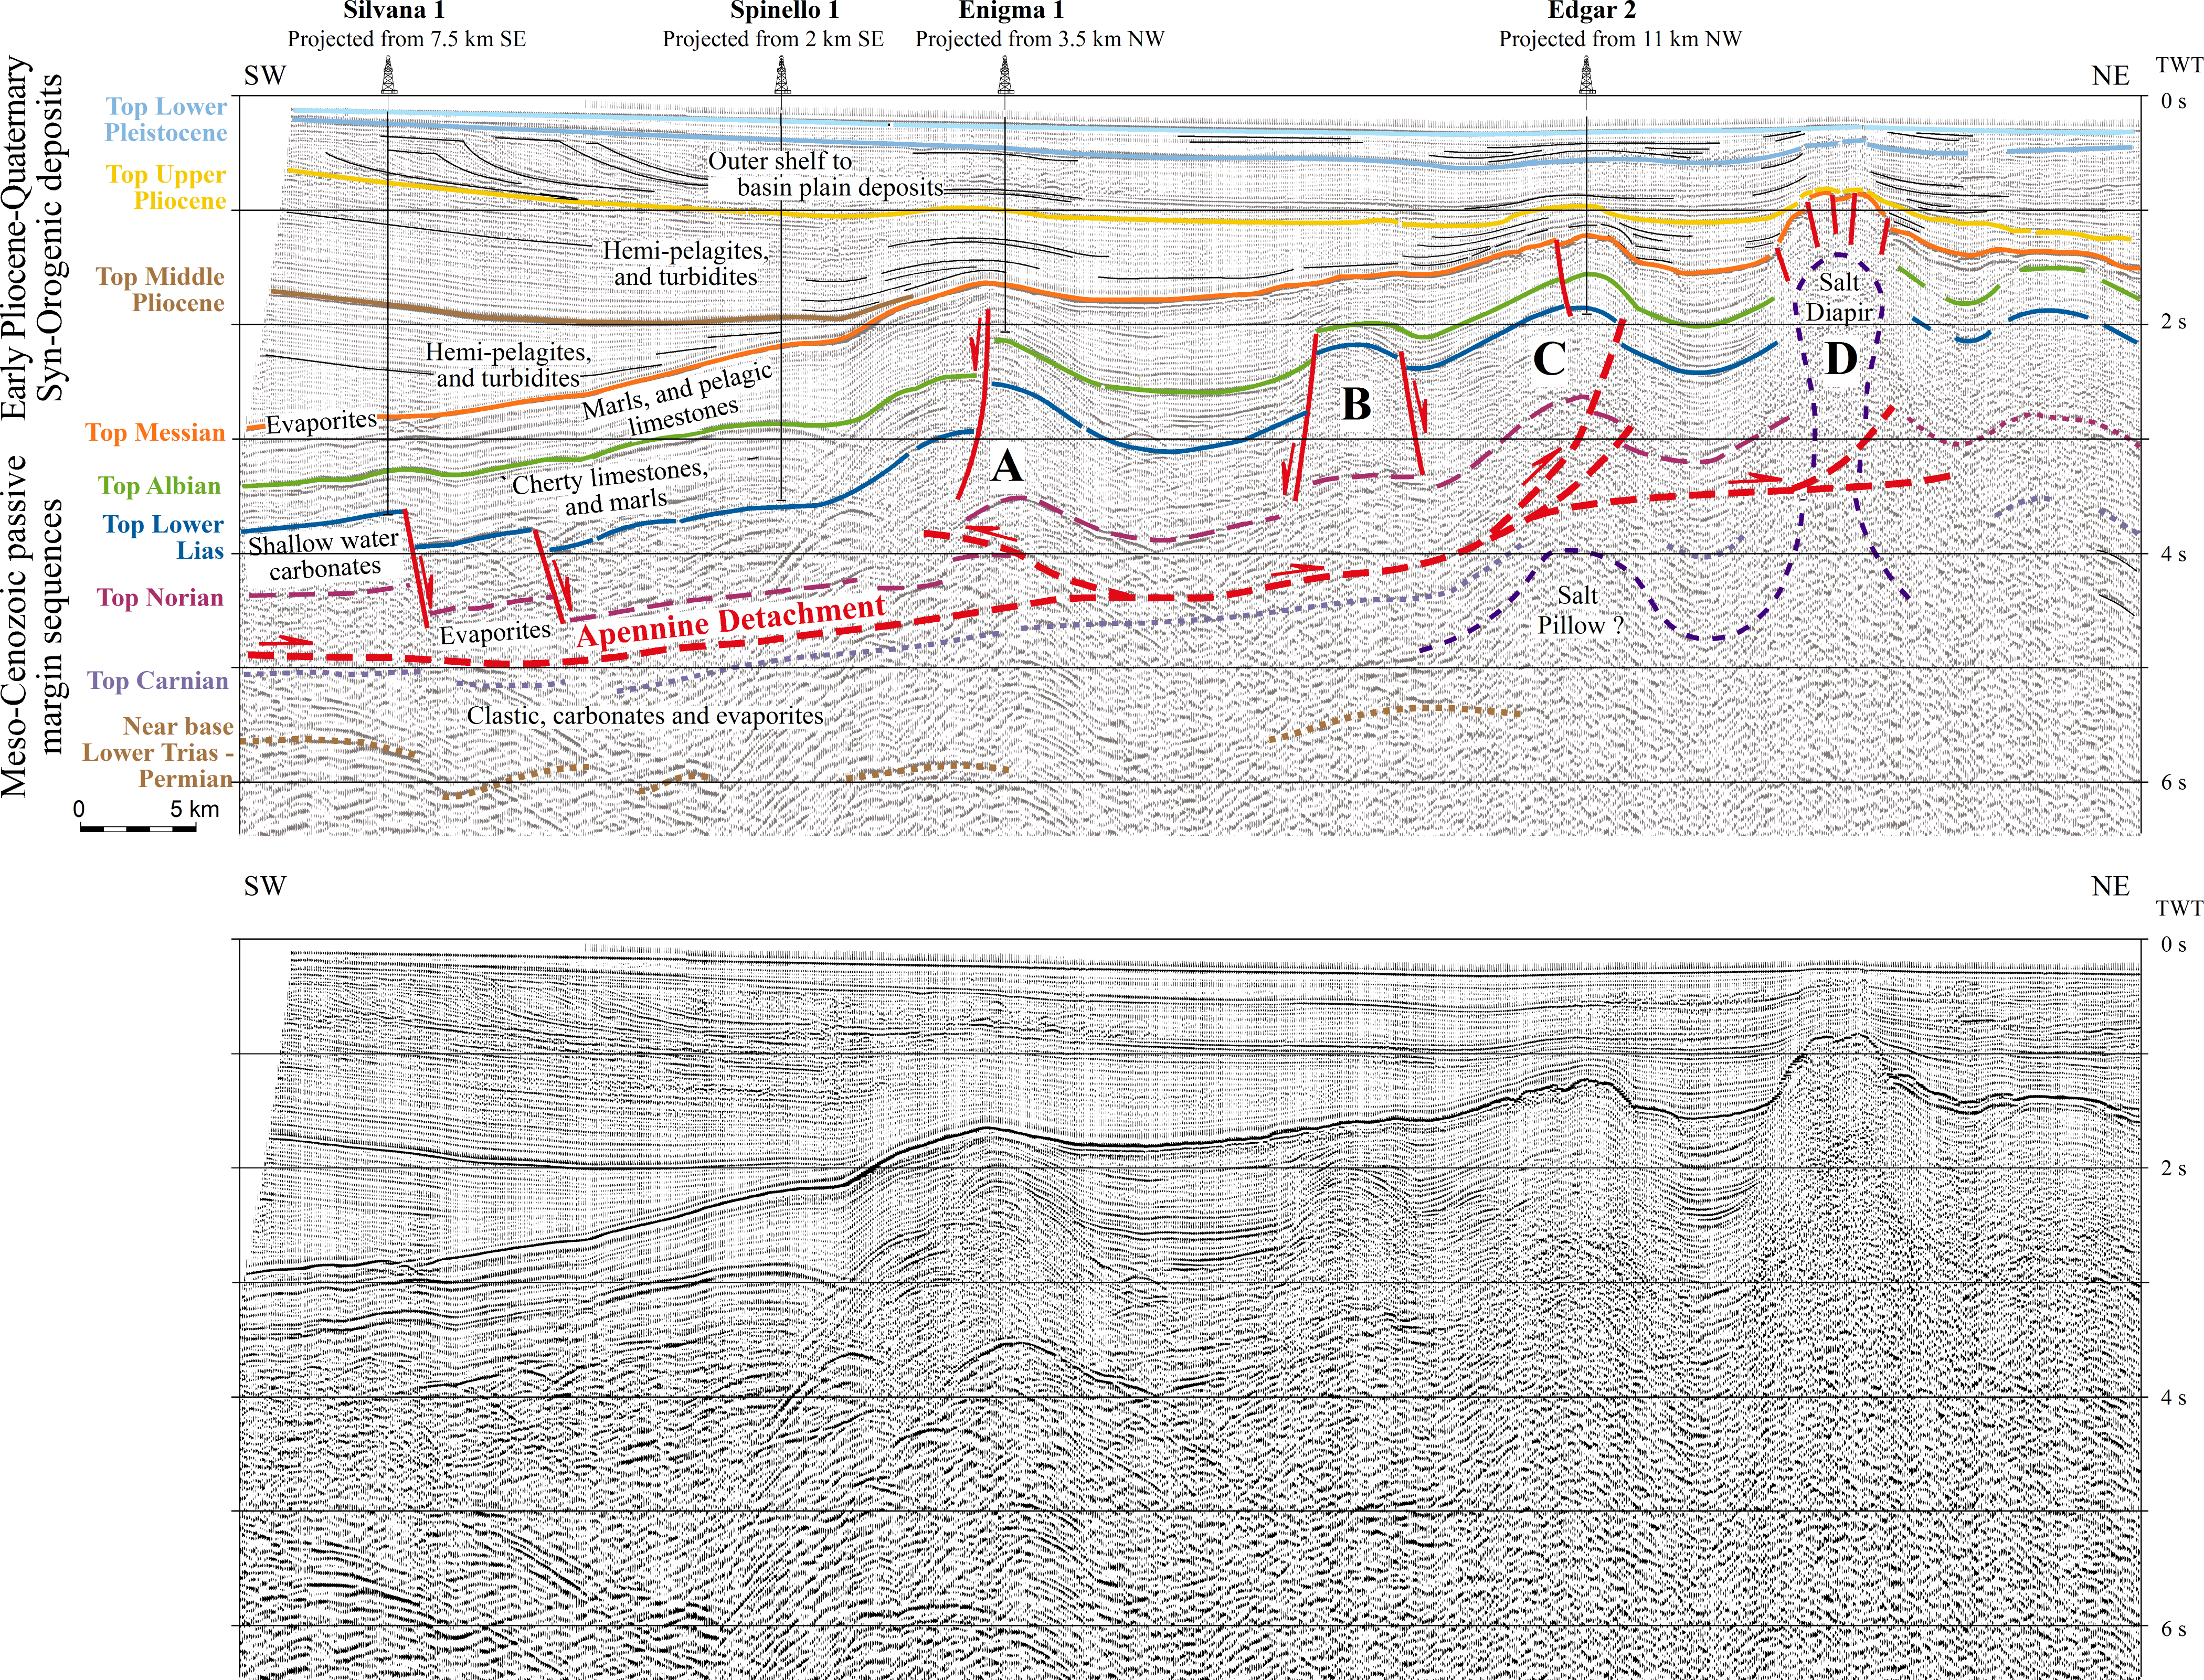 Silvana 1
Projected from 7.5 km SE
Spinello 1
Projected from 2 km SE
Enigma 1
Projected from 3.5 km NW
Edgar 2
Projected from 11 km NW
SW
NE
TWT
0 s
2 s
4 s
6 s
Early Pliocene-Quaternary
Syn-Orogenic deposits
Meso-Cenozoic passive
margin sequences
Top Lower
Pleistocene
Top Upper
Pliocene
Top Middle
Pliocene
Top Messian
Top Albian
Top Lower
Lias
Top Norian
Top Carnian
Near base
Lower Trias -
Permian
0
5 km
Outer shelf to
basin plain deposits
Hemi-pelagites,
and turbidites
Hemi-pelagites,
and turbidites
Evaporites
Marls, and pelagic
limestones
Cherty limestones,
and marls
Shallow water
carbonates
Evaporites
Apennine Detachment
Clastic, carbonates and evaporites
A
B
C
D
Salt
Diapir
Salt
Pillow ?
SW
NE
TWT
0 s
2 s
4 s
6 s